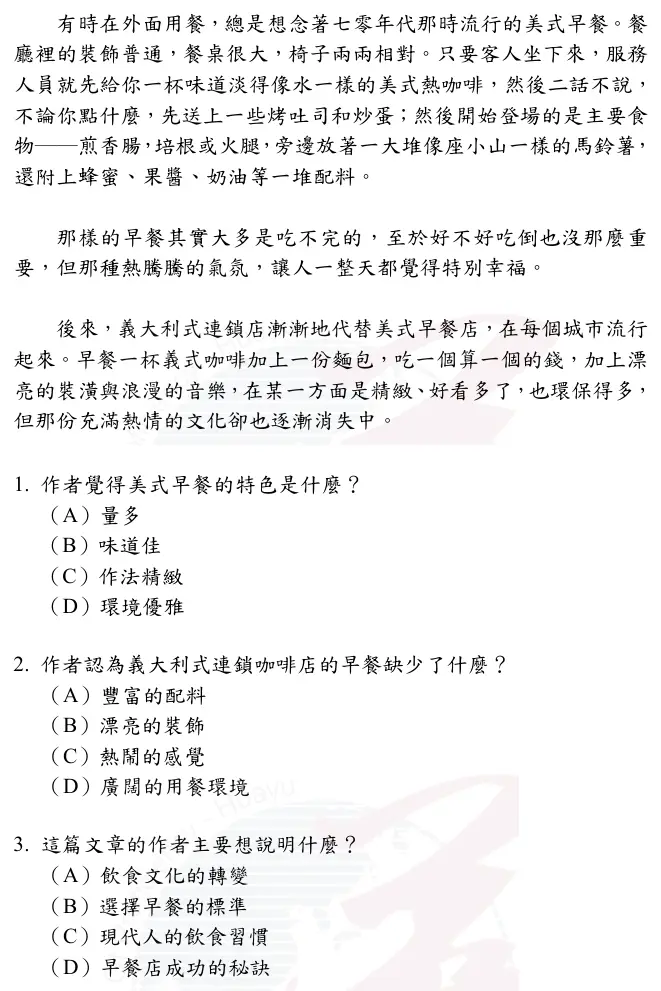 有時在外面用餐，總是想念著七零年代那時流行的美式早餐。餐
廳裡的裝飾普通，餐桌很大，椅子兩兩相對。只要客人坐下來，服務
人員就先給你一杯味道淡得像水一樣的美式熱咖啡，然後二話不說，
不論你點什麼，先送上一些烤吐司和炒蛋；然後開始登場的是主要食
物——煎香腸，培根或火腿，旁邊放著一大堆像座小山一樣的馬鈴薯，
還附上蜂蜜、果醬、奶油等一堆配料。
那樣的早餐其實大多是吃不完的，至於好不好吃倒也沒那麼重
要，但那種熱騰騰的氣氛，讓人一整天都覺得特別幸福。
後來，義大利式連鎖店漸漸地代替美式早餐店，在每個城市流行
起來。早餐一杯義式咖啡加上一份麵包，吃一個算一個的錢，加上漂
亮的裝潢與浪漫的音樂，在某一方面是精緻、好看多了，也環保得多，
但那份充滿熱情的文化卻也逐漸消失中。
1. 作者覺得美式早餐的特色是什麼？
（A）量多
（B）味道佳
（C）作法精緻
（D）環境優雅
2. 作者認為義大利式連鎖咖啡店的早餐缺少了什麼？
（A）豐富的配料
（B）漂亮的裝飾
（C）熱鬧的感覺
（D）廣闊的用餐環境
3. 這篇文章的作者主要想說明什麼？
（A）飲食文化的轉變
（B）選擇早餐的標準
（C）現代人的飲食習慣
（D）早餐店成功的秘訣